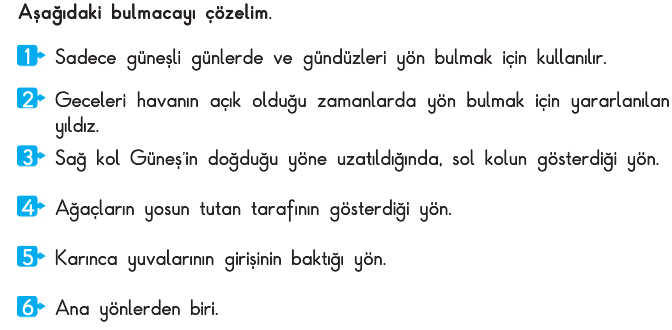 Aşağıdaki bulmacayı çözelim.
1 Sadece güneşli günlerde ve gündüzleri yön bulmak için kullanılır.
2 Geceleri havanın açık olduğu zamanlarda yön bulmak için yararlanılan
yıldız.
3 Sağ kol Güneş'in doğduğu yöne uzatıldığında, sol kolun gösterdiği yön.
4 Ağaçların yosun tutan tarafının gösterdiği yön.
5 Karınca yuvalarının girişinin baktığı yön.
6 Ana yönlerden biri.